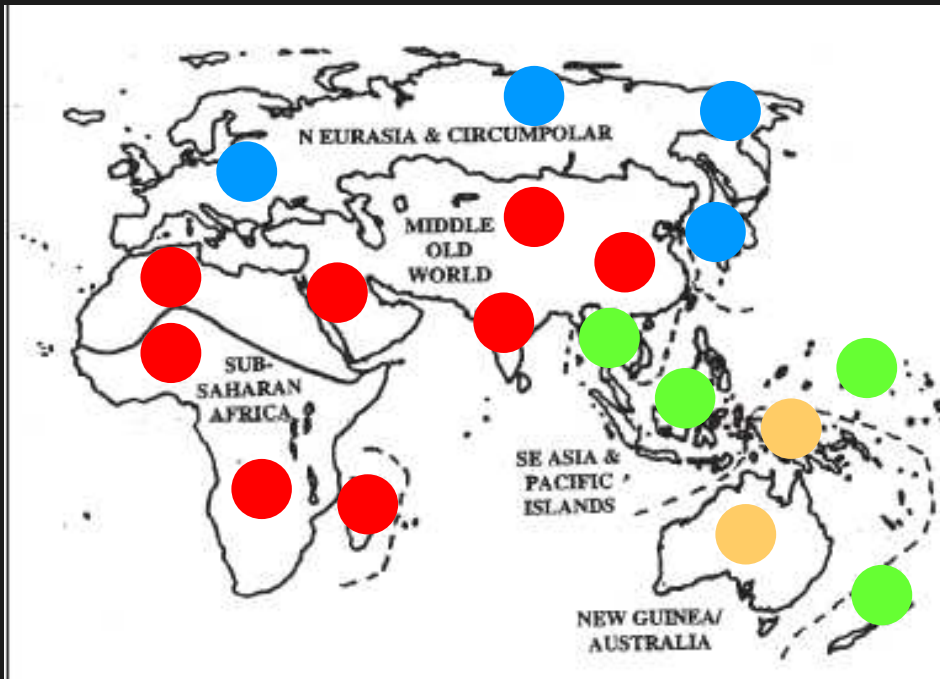 N EURASIA & CIRCUMPOLAR
MIDDLE
OLD
WORLD
SUB-
SAHARAN
AFRICA
SE ASIA &
PACIFIC
ISLANDS
NEW GUINEA/
AUSTRALIA